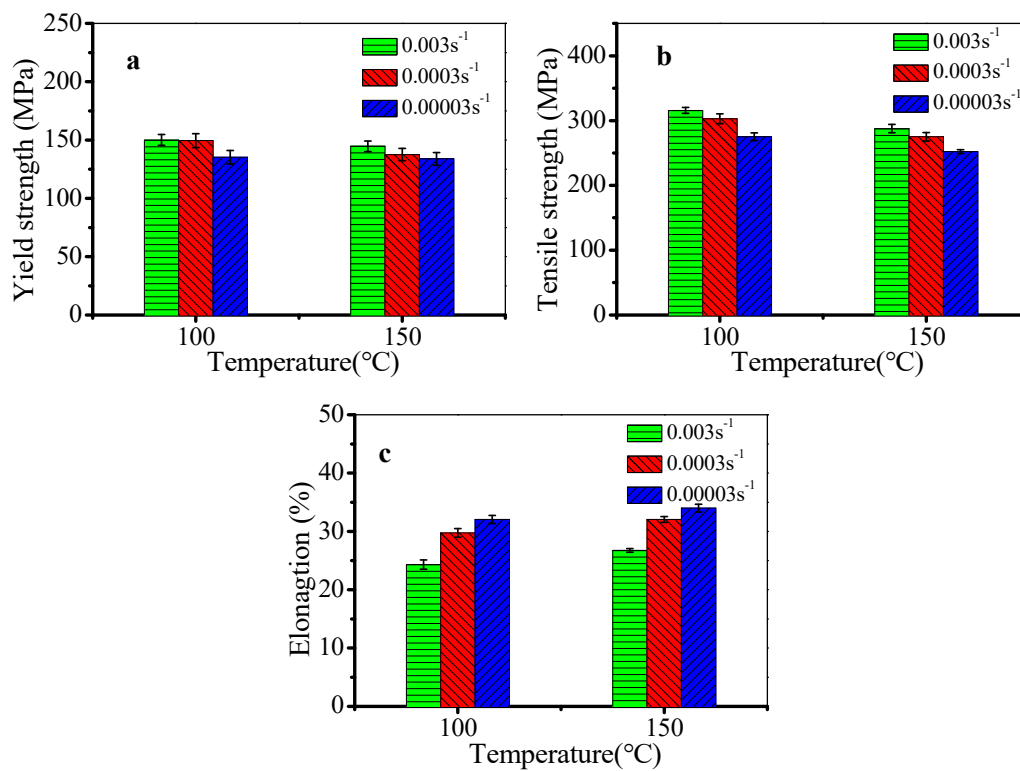 a
0.003s⁻¹
0.0003s⁻¹
0.00003s⁻¹
250
200
150
100
50
0
Yield strength (MPa)
100
150
Temperature(°C)
b
0.003s⁻¹
0.0003s⁻¹
0.00003s⁻¹
450
300
150
0
Tensile strength (MPa)
100
150
Temperature(°C)
c
0.003s⁻¹
0.0003s⁻¹
0.00003s⁻¹
50
40
30
20
10
0
Elonagtion (%)
100
150
Temperature(°C)